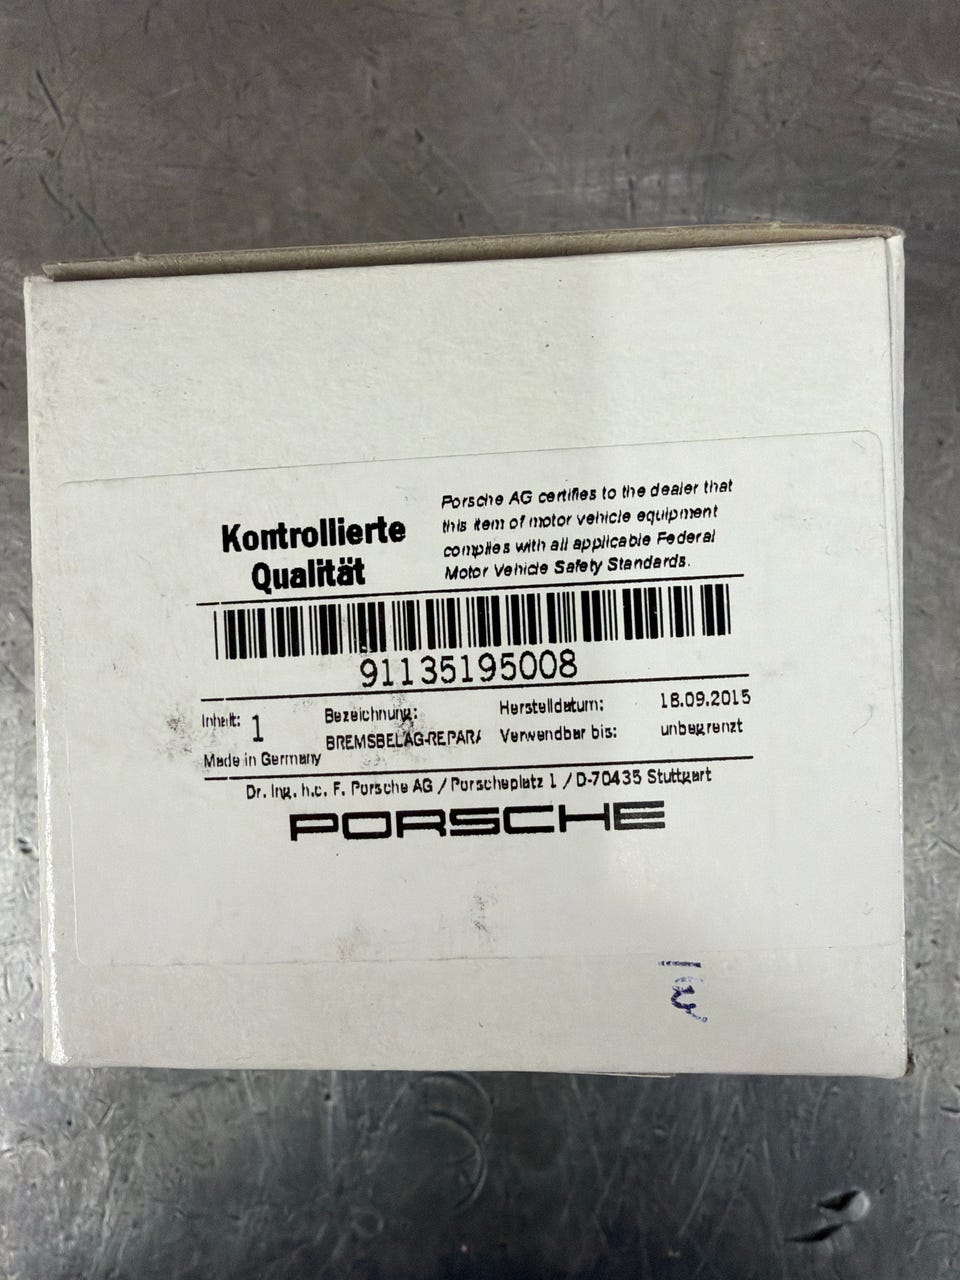 Kontrollierte
Qualität
Porsche AG certifies to the dealer that
this item of motor vehicle equipment
complies with all applicable Federal
Motor Vehicle Safety Standards.
91135195008
Inhalt: 1
Bezeichnung:
BREMSBELAG-REPARA
Herstelldatum: 18.09.2015
Verwendbar bis: unbegrenzt
Made in Germany
Dr. Ing. h.c. F. Porsche AG / Porscheplatz 1 / D-70435 Stuttgart
PORSCHE